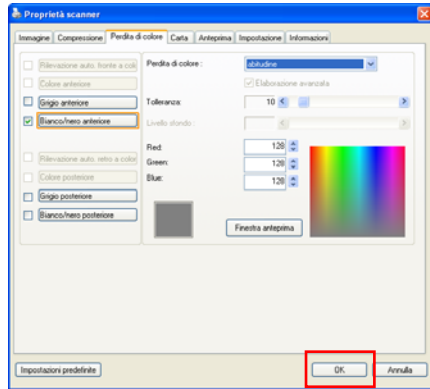 Proprietà scanner
Immagine Compressione Perdita di colore Carta Anteprima Impostazione Informazioni
Rilevazione auto. fronte a cok
Colore anteriore
Grigio anteriore
Bianco/nero anteriore
Rilevazione auto. retro a color
Colore posteriore
Grigio posteriore
Bianco/nero posteriore
Perdita di colore :
abitudine
Elaborazione avanzata
Tolleranza:
10
Livello sfondo :
Red:
128
Green:
128
Blue:
128
Finestra anteprima
Impostazioni predefinite
OK
Annulla